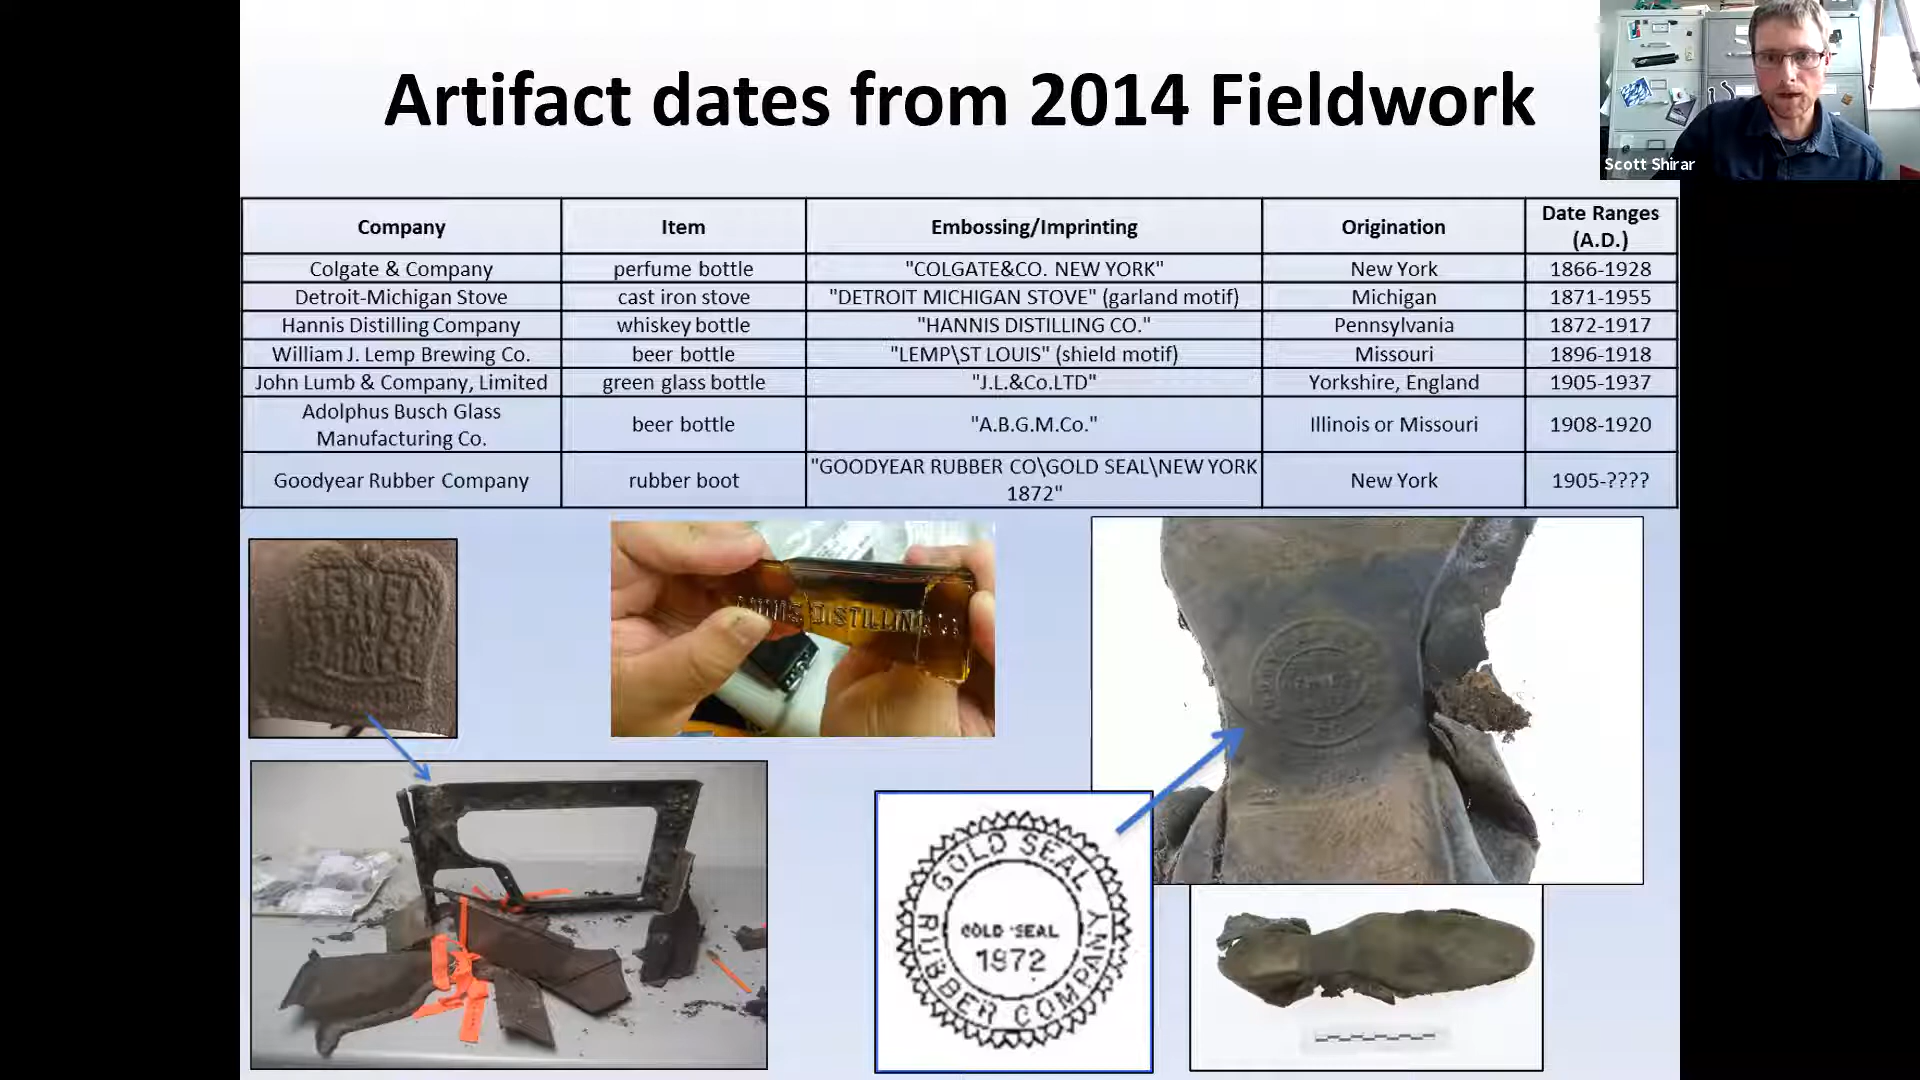 Artifact dates from 2014 Fieldwork
Scott Shirar
Company Item Embossing/Imprinting Origination Date Ranges (A.D.)
Colgate & Company perfume bottle "COLGATE&CO. NEW YORK" New York 1866-1928
Detroit-Michigan Stove cast iron stove "DETROIT MICHIGAN STOVE" (garland motif) Michigan 1871-1955
Hannis Distilling Company whiskey bottle "HANNIS DISTILLING CO." Pennsylvania 1872-1917
William J. Lemp Brewing Co. beer bottle "LEMP\ST LOUIS" (shield motif) Missouri 1896-1918
John Lumb & Company, Limited green glass bottle "J.L.&Co.LTD" Yorkshire, England 1905-1937
Adolphus Busch Glass Manufacturing Co. beer bottle "A.B.G.M.Co." Illinois or Missouri 1908-1920
Goodyear Rubber Company rubber boot "GOODYEAR RUBBER CO\GOLD SEAL\NEW YORK 1872" New York 1905-????
DISTILLING
GOLD SEAL
RUBBER COMPANY
GOLD SEAL
1872